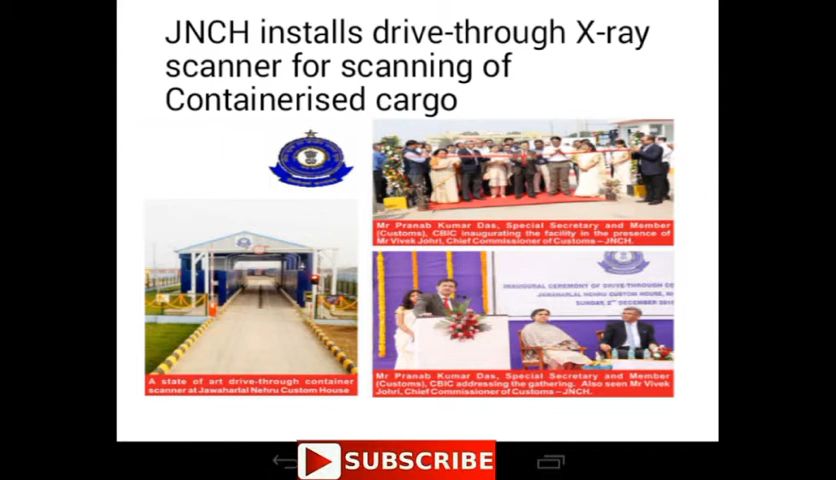 JNCH installs drive-through X-ray
scanner for scanning of
Containerised cargo
Mr Pranab Kumar Das, Special Secretary and Member
(Customs), CBIC inaugurating the facility in the presence of
Mr Vivek Johri, Chief Commissioner of Customs – JNCH.
INAUGURAL CEREMONY OF DRIVE-THROUGH CO
JAWAHARLAL NEHRU CUSTOM HOUSE,
SUNDAY, 2ND DECEMBER 201
A state of art drive-through container
scanner at Jawaharlal Nehru Custom House
Mr Pranab Kumar Das, Special Secretary and Member
(Customs), CBIC addressing the gathering. Also seen Mr Vivek
Johri, Chief Commissioner of Customs – JNCH.
SUBSCRIBE